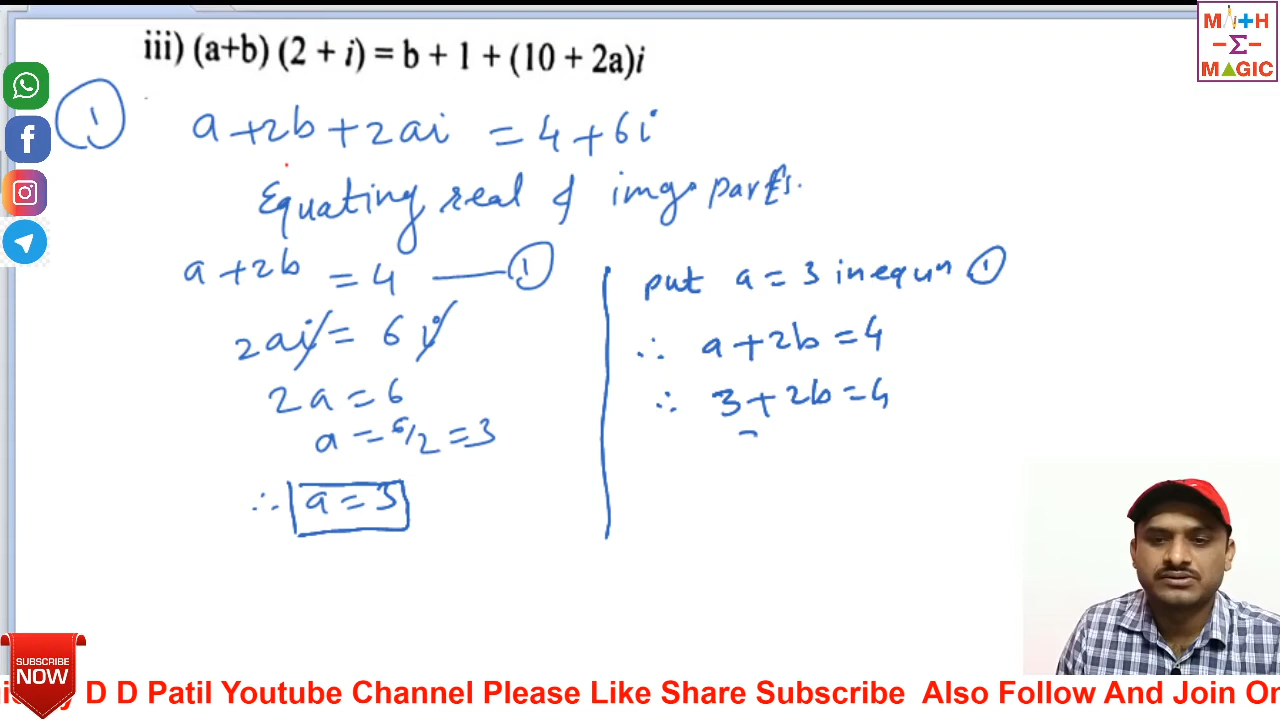 iii) (a+b) (2 + i) = b + 1 + (10 + 2a)i
MATH
-Σ-
MAGIC
① a+2b+2ai = 4+6i
Equating real & img. parts.
a+2b = 4 —— ①
2ai = 6i
2a = 6
a = 6/2 = 3
∴ a = 3
put a = 3 in equn ①
∴ a+2b = 4
∴ 3+2b = 4
SUBSCRIBE
NOW
D D Patil Youtube Channel Please Like Share Subscribe Also Follow And Join